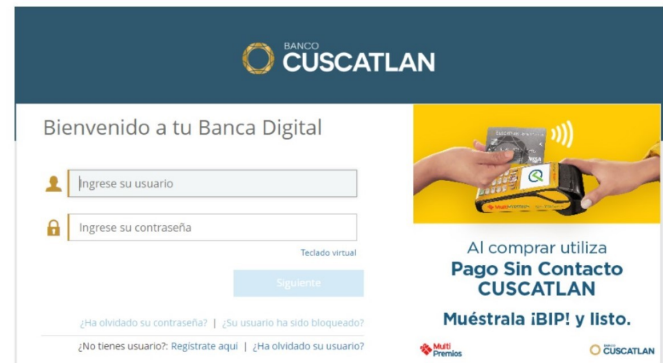 BANCO
CUSCATLAN
Bienvenido a tu Banca Digital
Ingrese su usuario
Ingrese su contraseña
Teclado virtual
Siguiente
¿Ha olvidado su contraseña? | ¿Su usuario ha sido bloqueado?
¿No tienes usuario?: Regístrate aquí | ¿Ha olvidado su usuario?
Al comprar utiliza
Pago Sin Contacto
CUSCATLAN
Muéstrala ¡BIP! y listo.
Multi
Premios
BANCO
CUSCATLAN